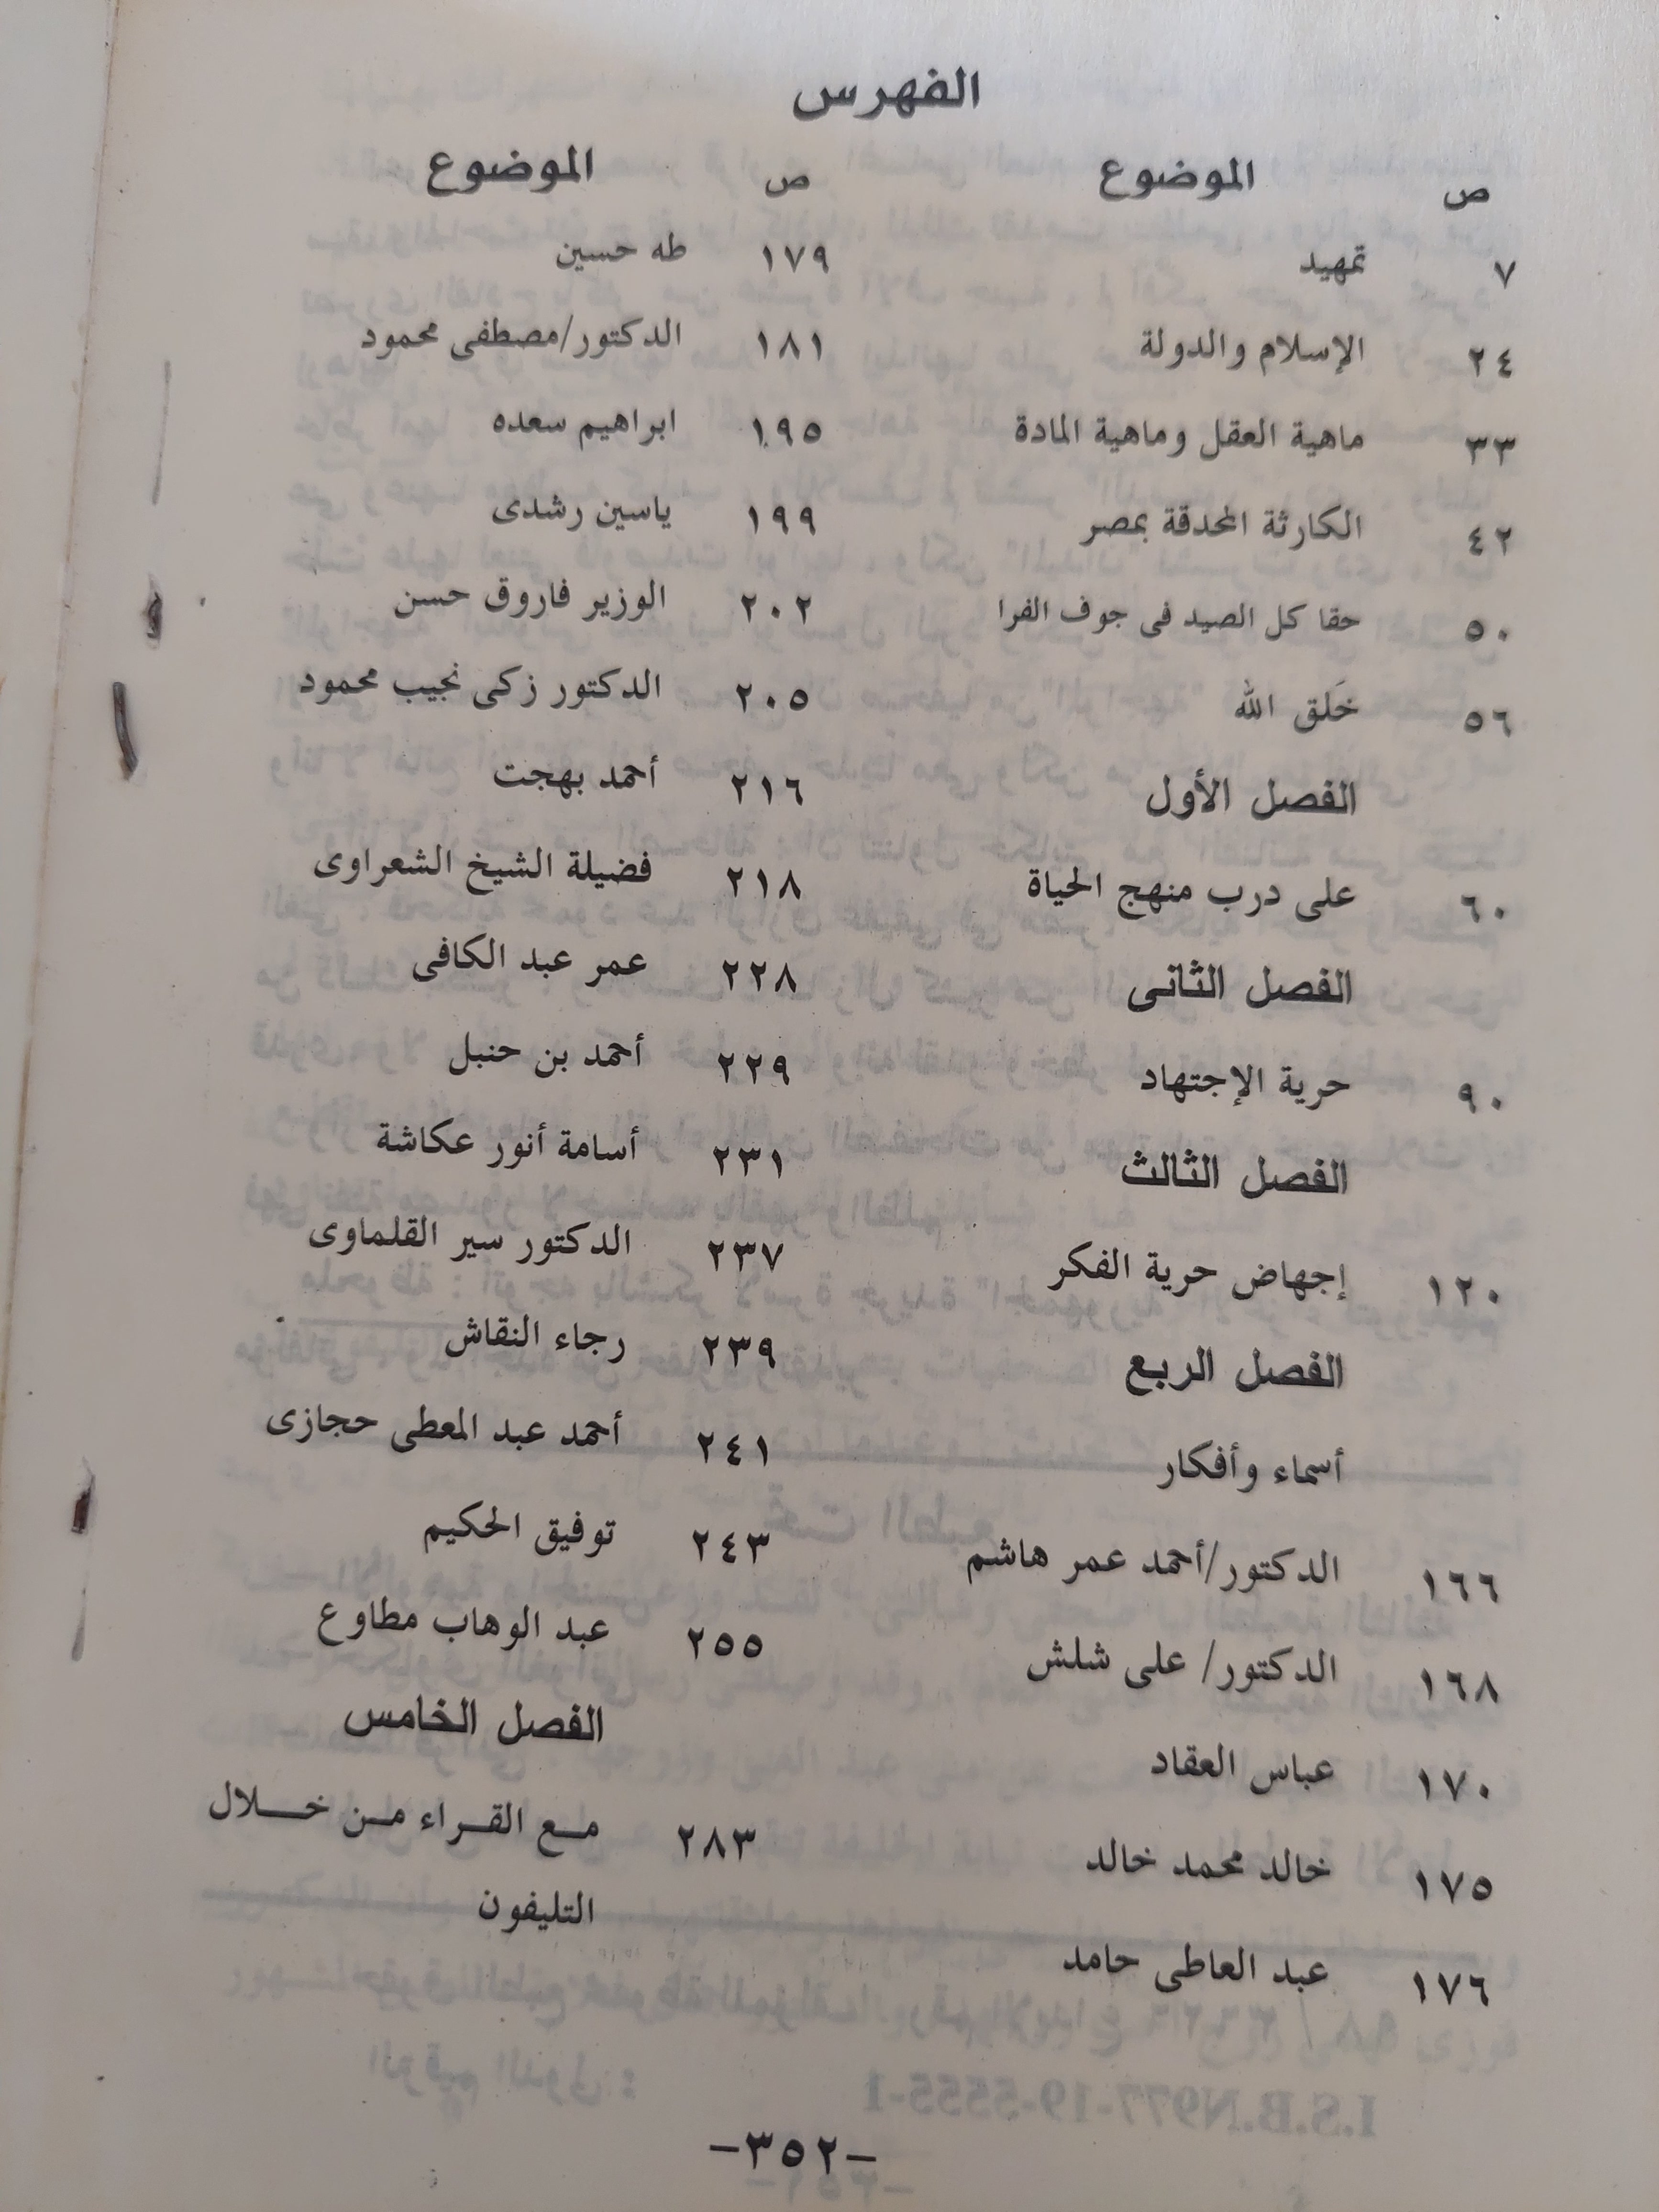 الفهرس
ص الموضوع
٧ تمهيد
٢٤ الإسلام والدولة
٣٣ ماهية العقل وماهية المادة
٤٢ الكارثة المحدقة بمصر
٥٠ حقا كل الصيد فى جوف الفرا
٥٦ خَلق الله
الفصل الأول
٦٠ على درب منهج الحياة
الفصل الثانى
٩٠ حرية الإجتهاد
الفصل الثالث
١٢٠ إجهاض حرية الفكر
الفصل الربع
أسماء وأفكار
١٦٦ الدكتور/أحمد عمر هاشم
١٦٨ الدكتور/ على شلش
١٧٠ عباس العقاد
١٧٥ خالد محمد خالد
١٧٦ عبد العاطى حامد
ص الموضوع
١٧٩ طه حسين
١٨١ الدكتور/مصطفى محمود
١٩٥ ابراهيم سعده
١٩٩ ياسين رشدى
٢٠٢ الوزير فاروق حسن
٢٠٥ الدكتور زكى نجيب محمود
٢١٦ أحمد بهجت
٢١٨ فضيلة الشيخ الشعراوى
٢٢٨ عمر عبد الكافى
٢٢٩ أحمد بن حنبل
٢٣١ أسامة أنور عكاشة
٢٣٧ الدكتور سير القلماوى
٢٣٩ رجاء النقاش
٢٤١ أحمد عبد المعطى حجازى
٢٤٣ توفيق الحكيم
٢٥٥ عبد الوهاب مطاوع
الفصل الخامس
٢٨٣ مع القراء من خلال
التليفون
-٣٥٢-